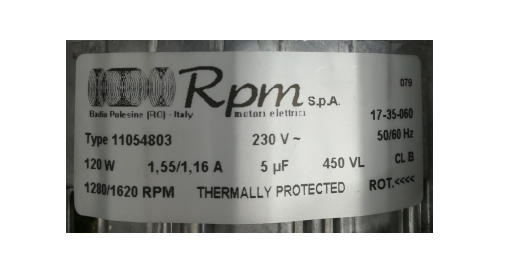 079
Rpm S.p.A.
Badia Polesine (RO) - Italy motori elettrici 17-35-060
Type 11054803 230 V ~ 50/60 Hz
120 W 1,55/1,16 A 5 µF 450 VL CL B
1280/1620 RPM THERMALLY PROTECTED ROT.<<<<